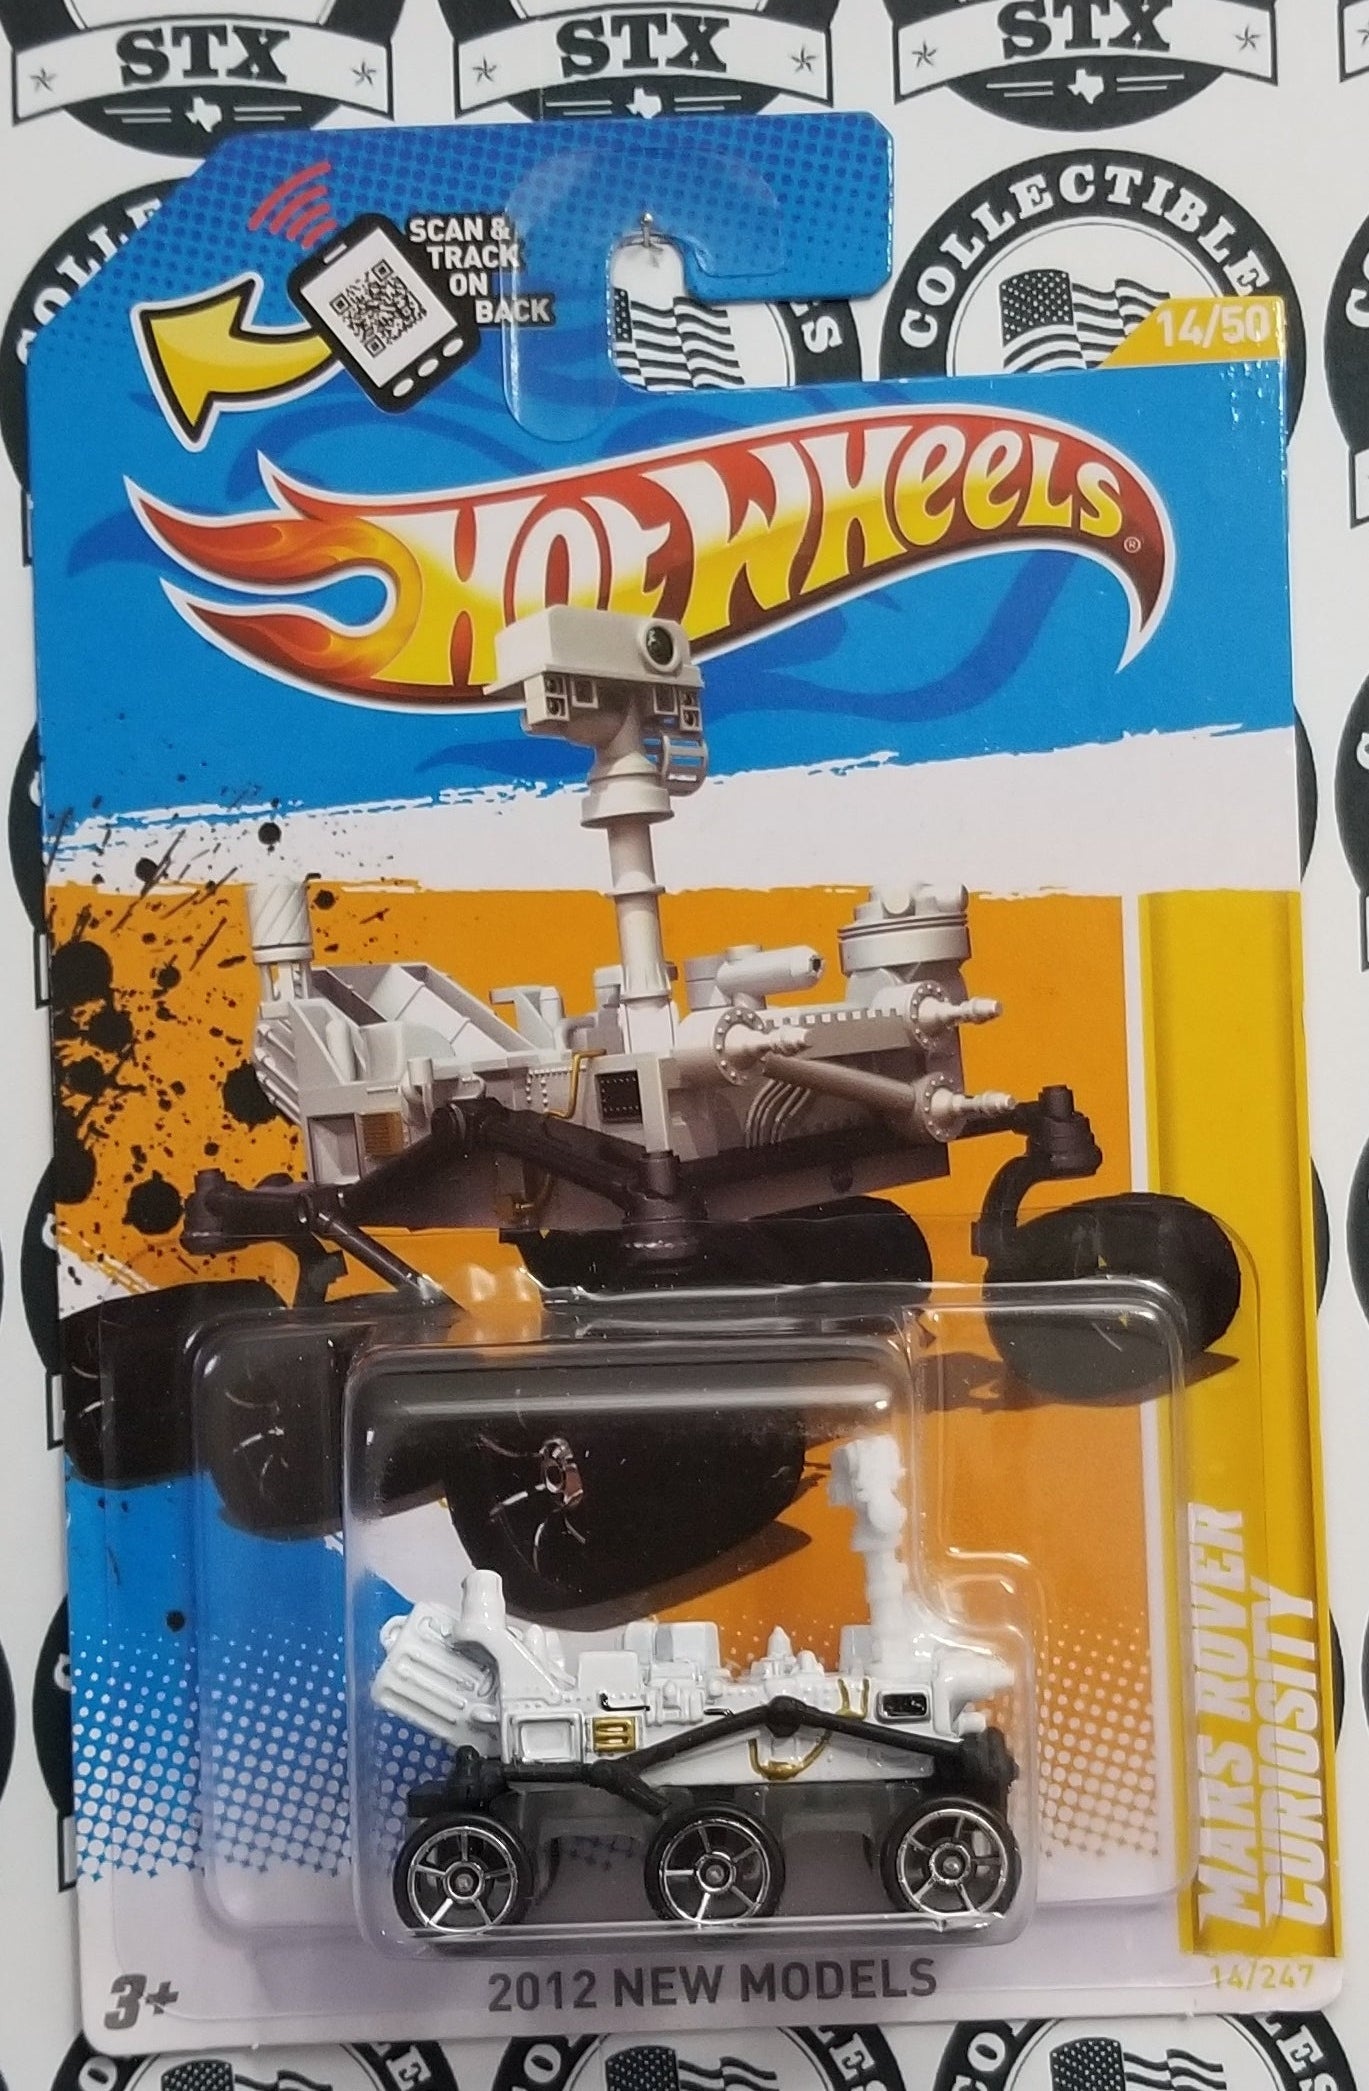 STX
STX
STX
COLLECTIBLES
SCAN &
TRACK
ON
BACK
14/50
HOT WHEELS®
MARS ROVER
CURIOSITY
3+
2012 NEW MODELS
14/247